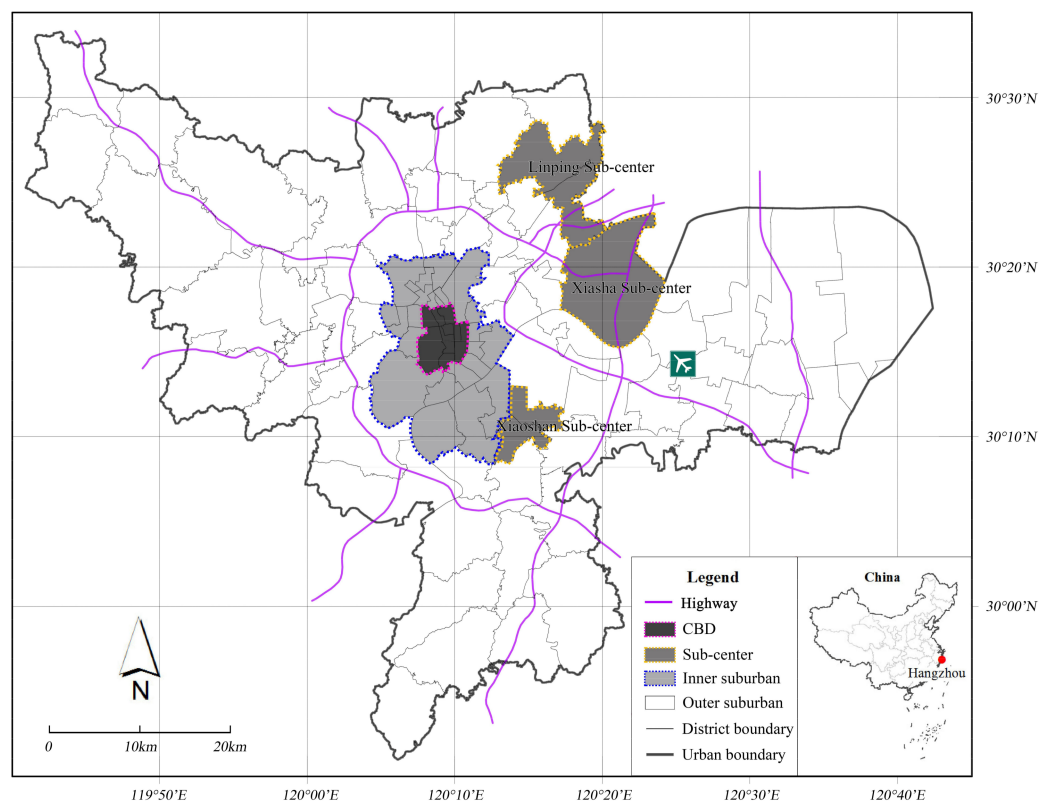 30°30'N
Linping Sub-center
30°20'N
Xiasha Sub-center
Xiaoshan Sub-center
30°10'N
Legend
Highway
CBD
Sub-center
Inner suburban
Outer suburban
District boundary
Urban boundary
China
Hangzhou
30°00'N
N
0 10km 20km
119°50'E 120°00'E 120°10'E 120°20'E 120°30'E 120°40'E